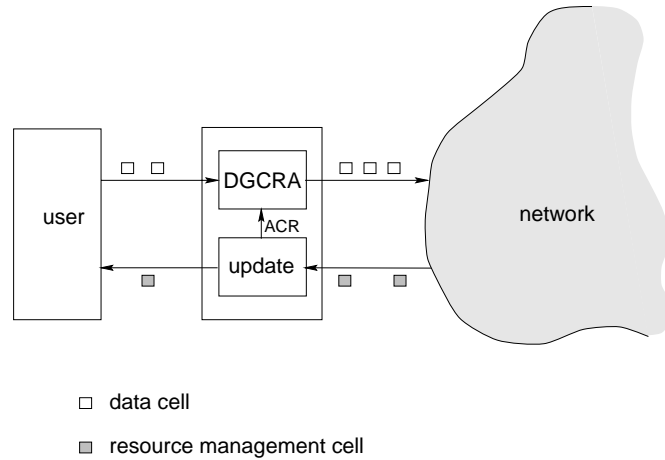 DGCRA
user
network
ACR
update
data cell
resource management cell